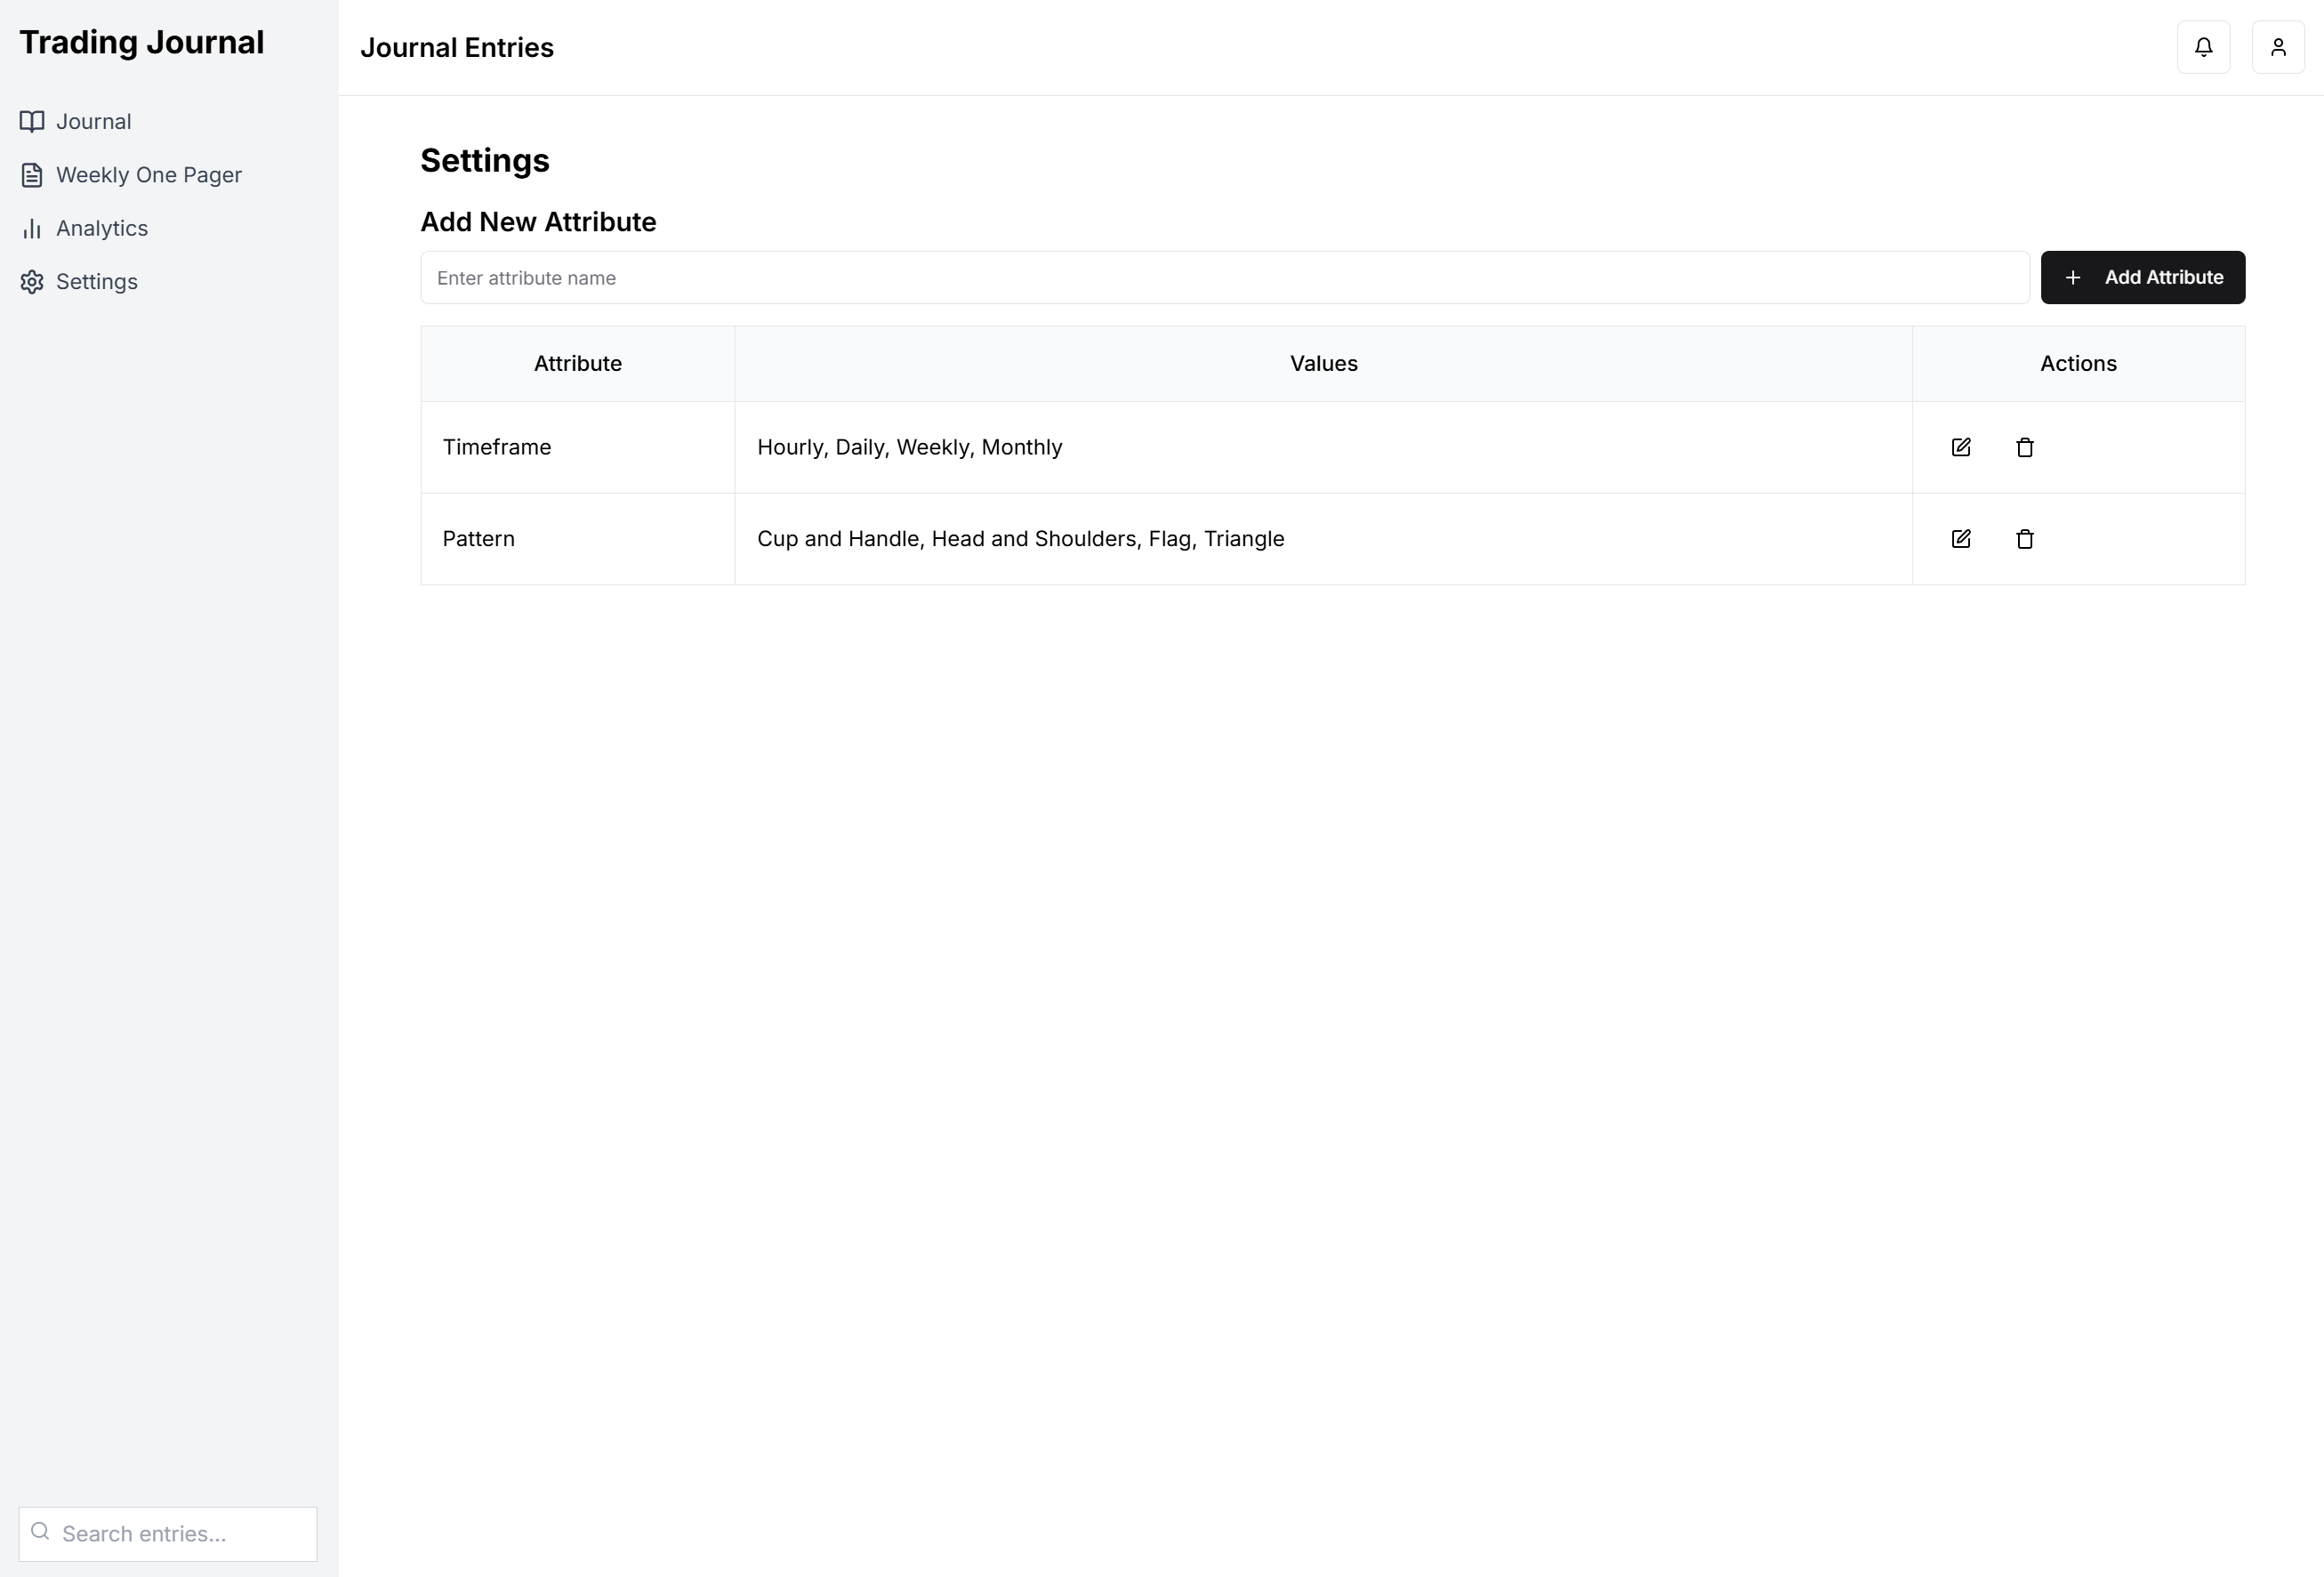 Trading Journal
Journal
Weekly One Pager
Analytics
Settings
Search entries...
Journal Entries
Settings
Add New Attribute
Enter attribute name
Add Attribute
Attribute Values Actions
Timeframe Hourly, Daily, Weekly, Monthly
Pattern Cup and Handle, Head and Shoulders, Flag, Triangle